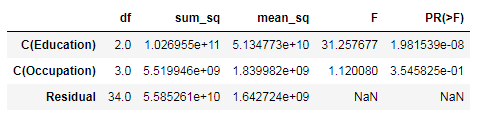 df sum_sq mean_sq F PR(>F)
C(Education) 2.0 1.026955e+11 5.134773e+10 31.257677 1.981539e-08
C(Occupation) 3.0 5.519946e+09 1.839982e+09 1.120080 3.545825e-01
Residual 34.0 5.585261e+10 1.642724e+09 NaN NaN